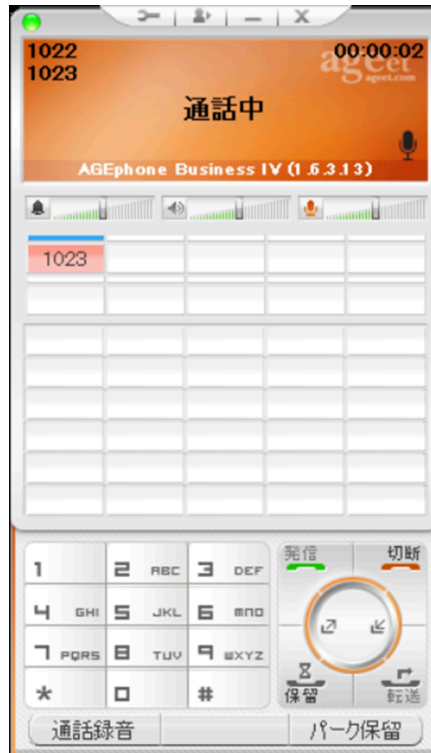 1022 00:00:02
1023
ageet
ageet.com
通話中
AGEphone Business IV (1.6.3.13)
1023
発信 切断
1 2 ABC 3 DEF
4 GHI 5 JKL 6 MNO
7 PQRS 8 TUV 9 WXYZ
* 0 #
保留 転送
通話録音 パーク保留